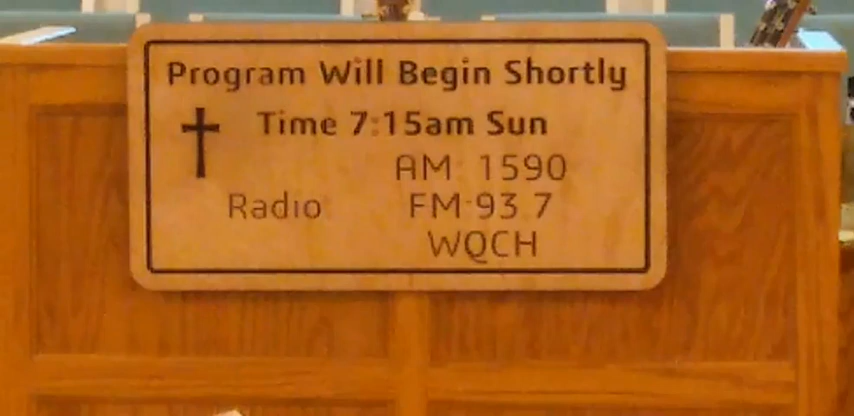 Program Will Begin Shortly
Time 7:15am Sun
AM 1590
Radio FM 93.7
WQCH